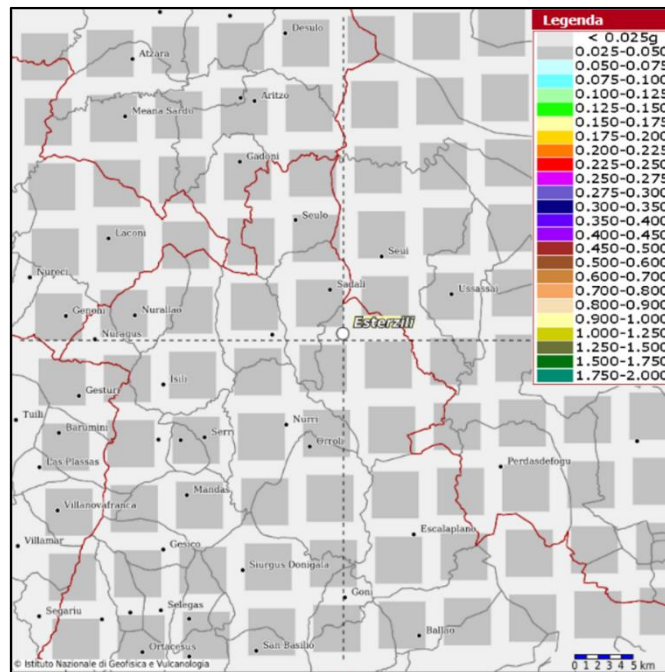 Legenda
< 0.025g
0.025-0.050
0.050-0.075
0.075-0.100
0.100-0.125
0.125-0.150
0.150-0.175
0.175-0.200
0.200-0.225
0.225-0.250
0.250-0.275
0.275-0.300
0.300-0.350
0.350-0.400
0.400-0.450
0.450-0.500
0.500-0.600
0.600-0.700
0.700-0.800
0.800-0.900
0.900-1.000
1.000-1.250
1.250-1.500
1.500-1.750
1.750-2.000
Desulo
Atzara
Aritzo
Meana Sardo
Gadoni
Seulo
Laconi
Seui
Nureci
Sadali
Ussassai
Genoni
Nurallao
Esterzili
Nuragus
Isili
Gesturi
Tuili
Nurri
Barumini
Serri
Orroli
Las Plassas
Perdasdefogu
Mandas
Villanovafranca
Escalaplano
Villamar
Gesico
Siurgus Donigala
Goni
Selegas
Segariu
Ballao
Ortacesus
San Basilio
0 1 2 3 4 5 km
© Istituto Nazionale di Geofisica e Vulcanologia